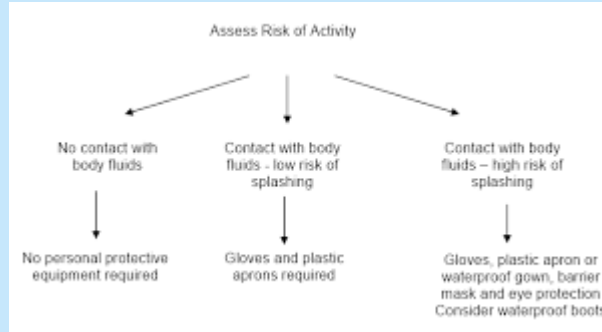 Assess Risk of Activity
No contact with
body fluids
Contact with body
fluids - low risk of
splashing
Contact with body
fluids – high risk of
splashing
No personal protective
equipment required
Gloves and plastic
aprons required
Gloves, plastic apron or
waterproof gown, barrier
mask and eye protection
Consider waterproof boots